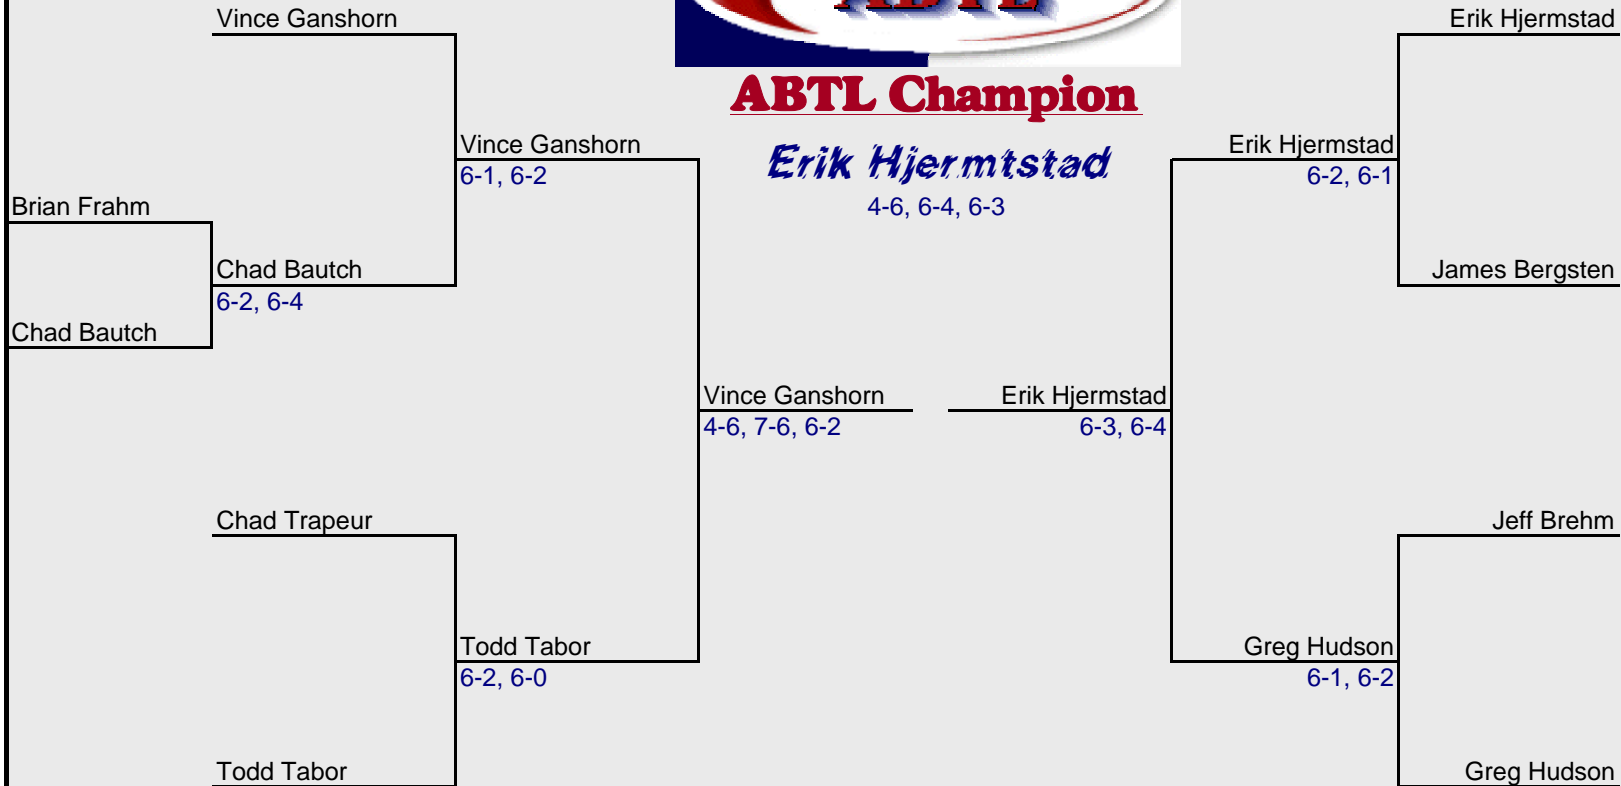 ABTL
Vince Ganshorn
Erik Hjermstad
ABTL Champion
Vince Ganshorn
6-1, 6-2
Erik Hjermtstad
4-6, 6-4, 6-3
Erik Hjermstad
6-2, 6-1
Brian Frahm
Chad Bautch
6-2, 6-4
James Bergsten
Chad Bautch
Vince Ganshorn
4-6, 7-6, 6-2
Erik Hjermstad
6-3, 6-4
Chad Trapeur
Jeff Brehm
Todd Tabor
6-2, 6-0
Greg Hudson
6-1, 6-2
Todd Tabor
Greg Hudson